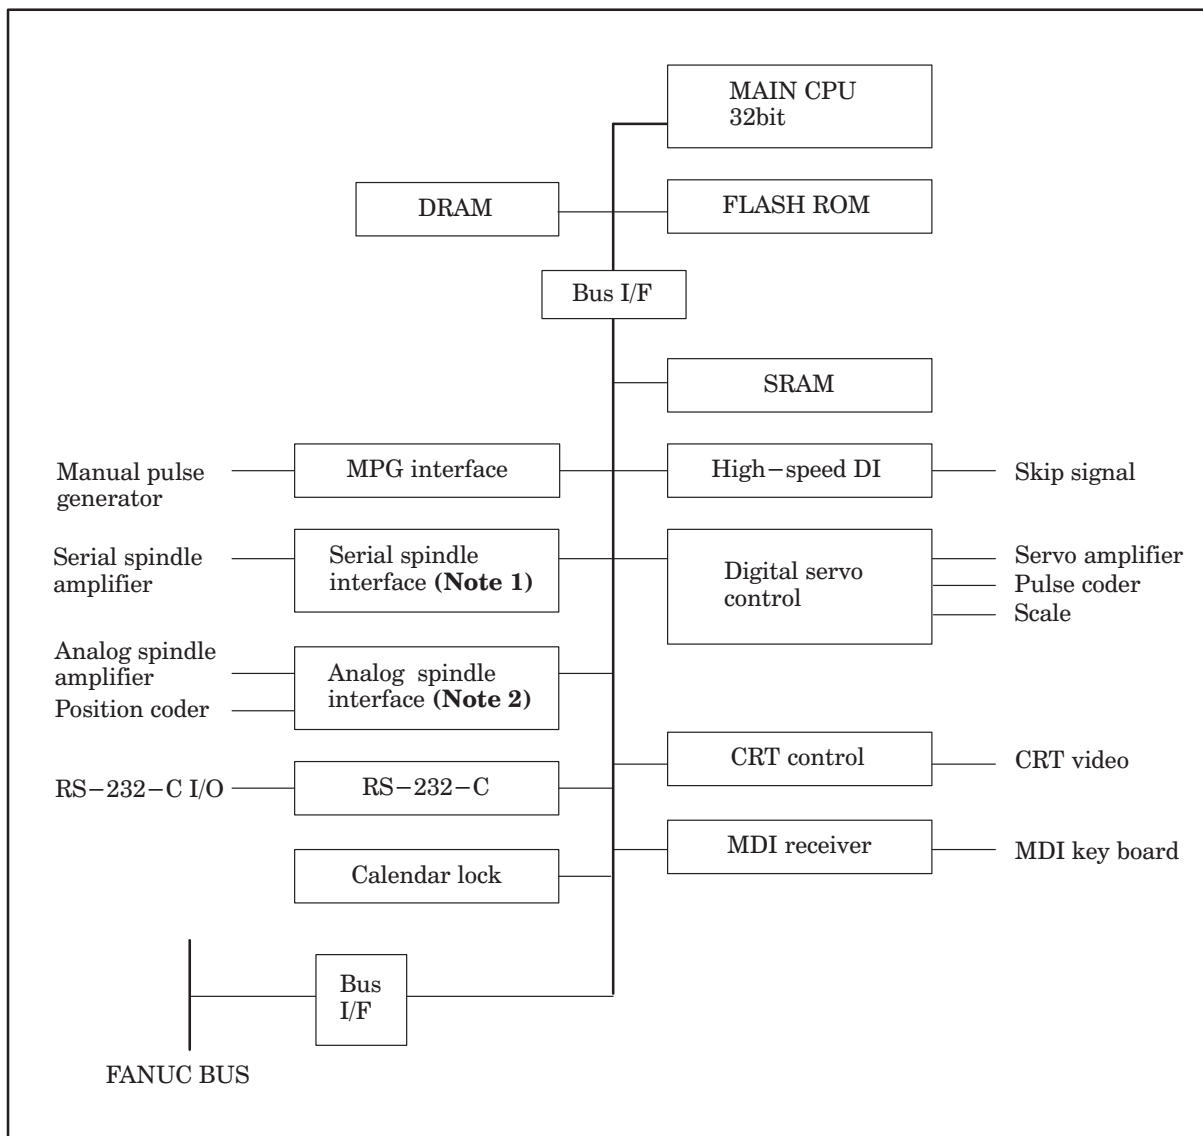 MAIN CPU
32bit
DRAM
FLASH ROM
Bus I/F
SRAM
Manual pulse
generator
MPG interface
High−speed DI
Skip signal
Serial spindle
amplifier
Serial spindle
interface (Note 1)
Digital servo
control
Servo amplifier
Pulse coder
Scale
Analog spindle
amplifier
Position coder
Analog spindle
interface (Note 2)
CRT control
CRT video
RS−232−C I/O
RS−232−C
MDI receiver
MDI key board
Calendar lock
Bus
I/F
FANUC BUS